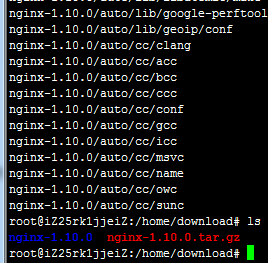 nginx-1.10.0/auto/lib/google-perftool
nginx-1.10.0/auto/lib/geoip/conf
nginx-1.10.0/auto/cc/clang
nginx-1.10.0/auto/cc/acc
nginx-1.10.0/auto/cc/bcc
nginx-1.10.0/auto/cc/ccc
nginx-1.10.0/auto/cc/conf
nginx-1.10.0/auto/cc/gcc
nginx-1.10.0/auto/cc/icc
nginx-1.10.0/auto/cc/msvc
nginx-1.10.0/auto/cc/name
nginx-1.10.0/auto/cc/owc
nginx-1.10.0/auto/cc/sunc
root@iZ25rk1jjeiZ:/home/download# ls
nginx-1.10.0  nginx-1.10.0.tar.gz
root@iZ25rk1jjeiZ:/home/download#